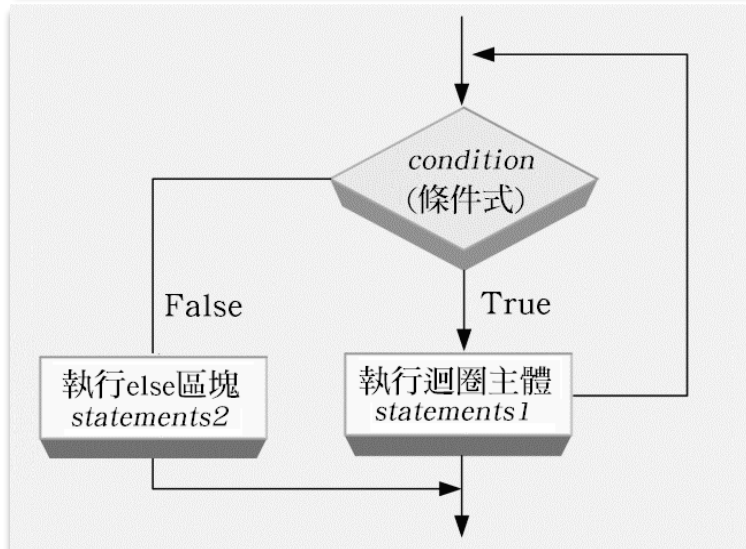 condition
(條件式)
False
True
執行else區塊
statements2
執行迴圈主體
statements1